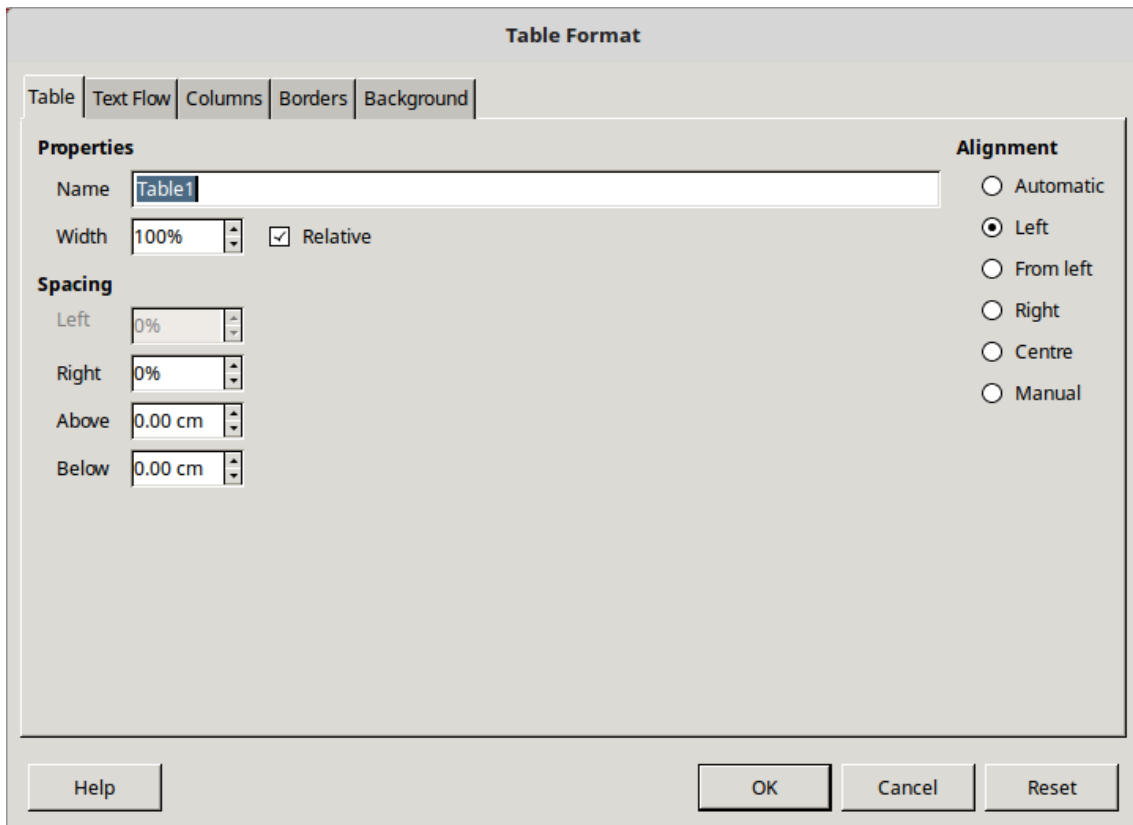 Table Format
Table Text Flow Columns Borders Background
Properties
Name Table1
Width 100% Relative
Spacing
Left 0%
Right 0%
Above 0.00 cm
Below 0.00 cm
Alignment
Automatic
Left
From left
Right
Centre
Manual
Help OK Cancel Reset